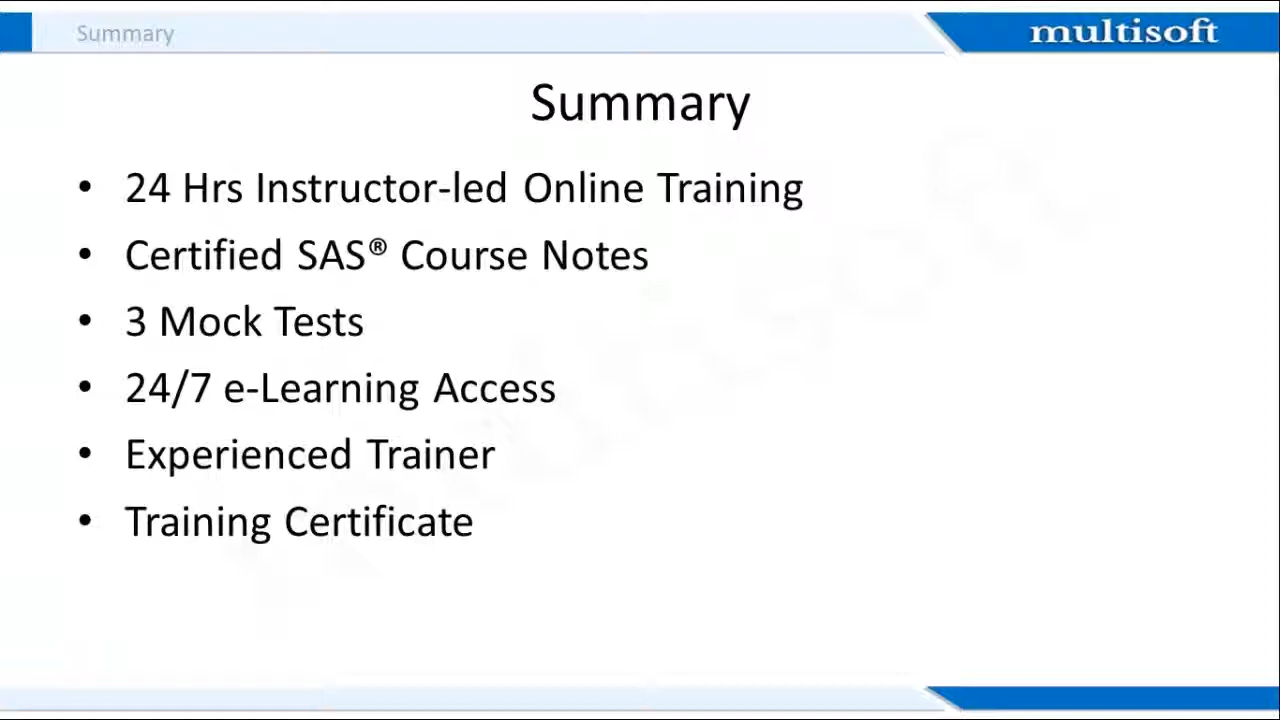 Summary
multisoft
Summary
• 24 Hrs Instructor-led Online Training
• Certified SAS® Course Notes
• 3 Mock Tests
• 24/7 e-Learning Access
• Experienced Trainer
• Training Certificate